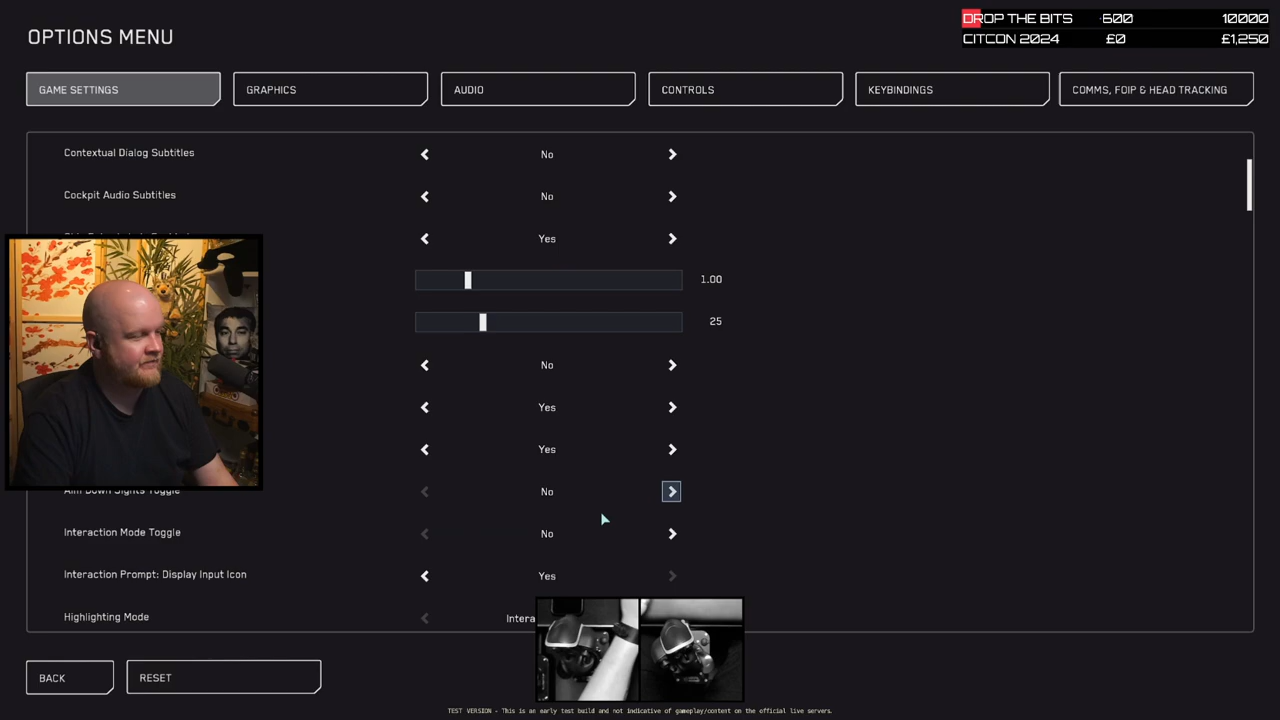 OPTIONS MENU
DROP THE BITS 600 10000
CITCON 2024 £0 £1,250
GAME SETTINGS
GRAPHICS
AUDIO
CONTROLS
KEYBINDINGS
COMMS, FOIP & HEAD TRACKING
Contextual Dialog Subtitles No
Cockpit Audio Subtitles No
Yes
1.00
25
No
Yes
Yes
Aim Down Sights Toggle No
Interaction Mode Toggle No
Interaction Prompt: Display Input Icon Yes
Highlighting Mode Intera
BACK
RESET
TEST VERSION - This is an early test build and not indicative of gameplay/content on the official live servers.